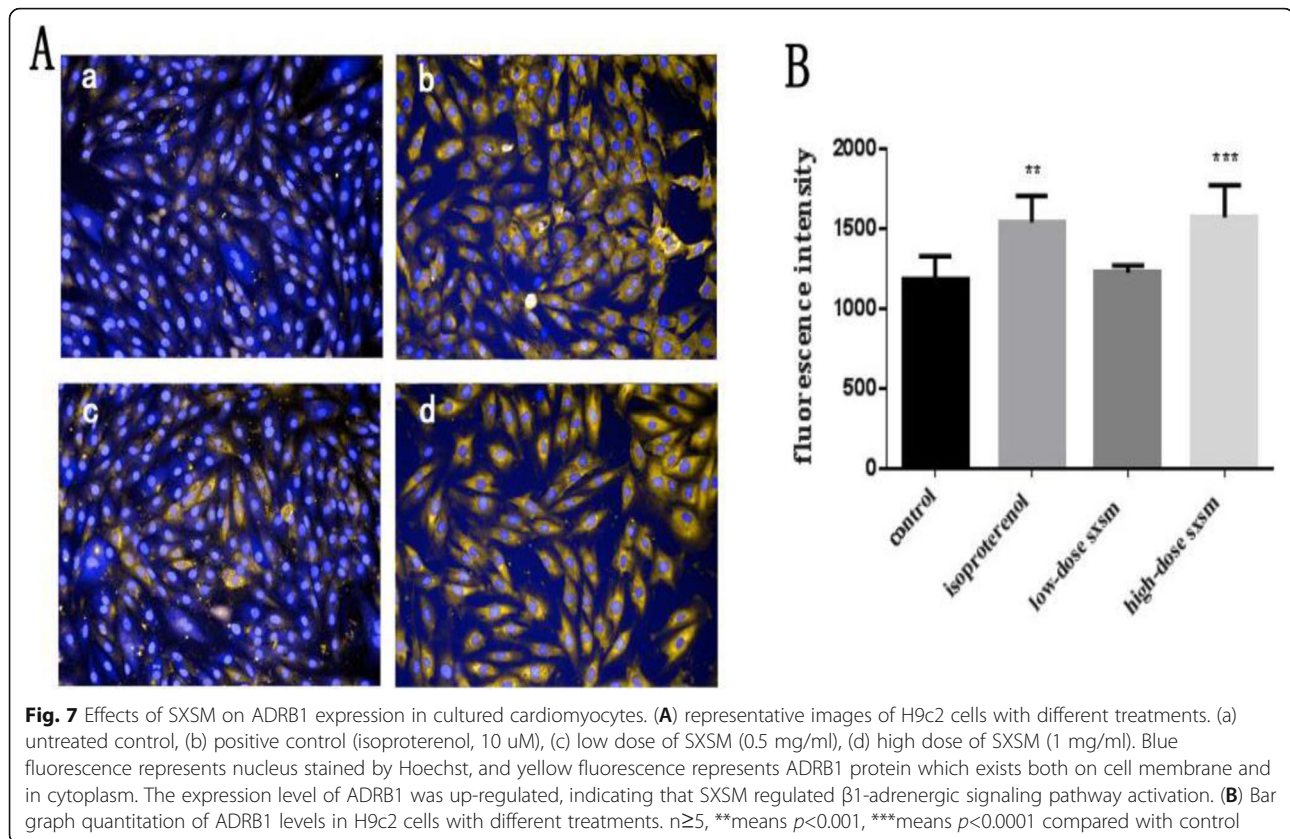 A
a
b
c
d
B
fluorescence intensity
2000
1500
1000
500
0
**
***
control
isoproterenol
low-dose sxsm
high-dose sxsm
Fig. 7 Effects of SXSM on ADRB1 expression in cultured cardiomyocytes. (A) representative images of H9c2 cells with different treatments. (a)
untreated control, (b) positive control (isoproterenol, 10 uM), (c) low dose of SXSM (0.5 mg/ml), (d) high dose of SXSM (1 mg/ml). Blue
fluorescence represents nucleus stained by Hoechst, and yellow fluorescence represents ADRB1 protein which exists both on cell membrane and
in cytoplasm. The expression level of ADRB1 was up-regulated, indicating that SXSM regulated β1-adrenergic signaling pathway activation. (B) Bar
graph quantitation of ADRB1 levels in H9c2 cells with different treatments. n≥5, **means p<0.001, ***means p<0.0001 compared with control